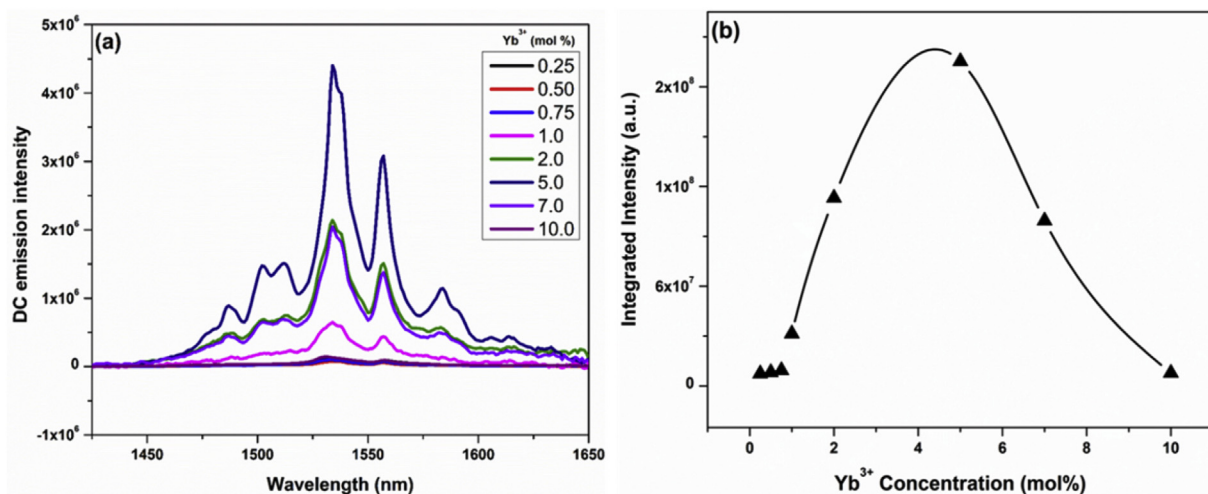 (a)
Yb³⁺ (mol %)
0.25
0.50
0.75
1.0
2.0
5.0
7.0
10.0
DC emission intensity
5x10⁶
4x10⁶
3x10⁶
2x10⁶
1x10⁶
0
-1x10⁶
1450 1500 1550 1600 1650
Wavelength (nm)
(b)
Integrated Intensity (a.u.)
2x10⁸
1x10⁸
6x10⁷
0
0 2 4 6 8 10
Yb³⁺ Concentration (mol%)